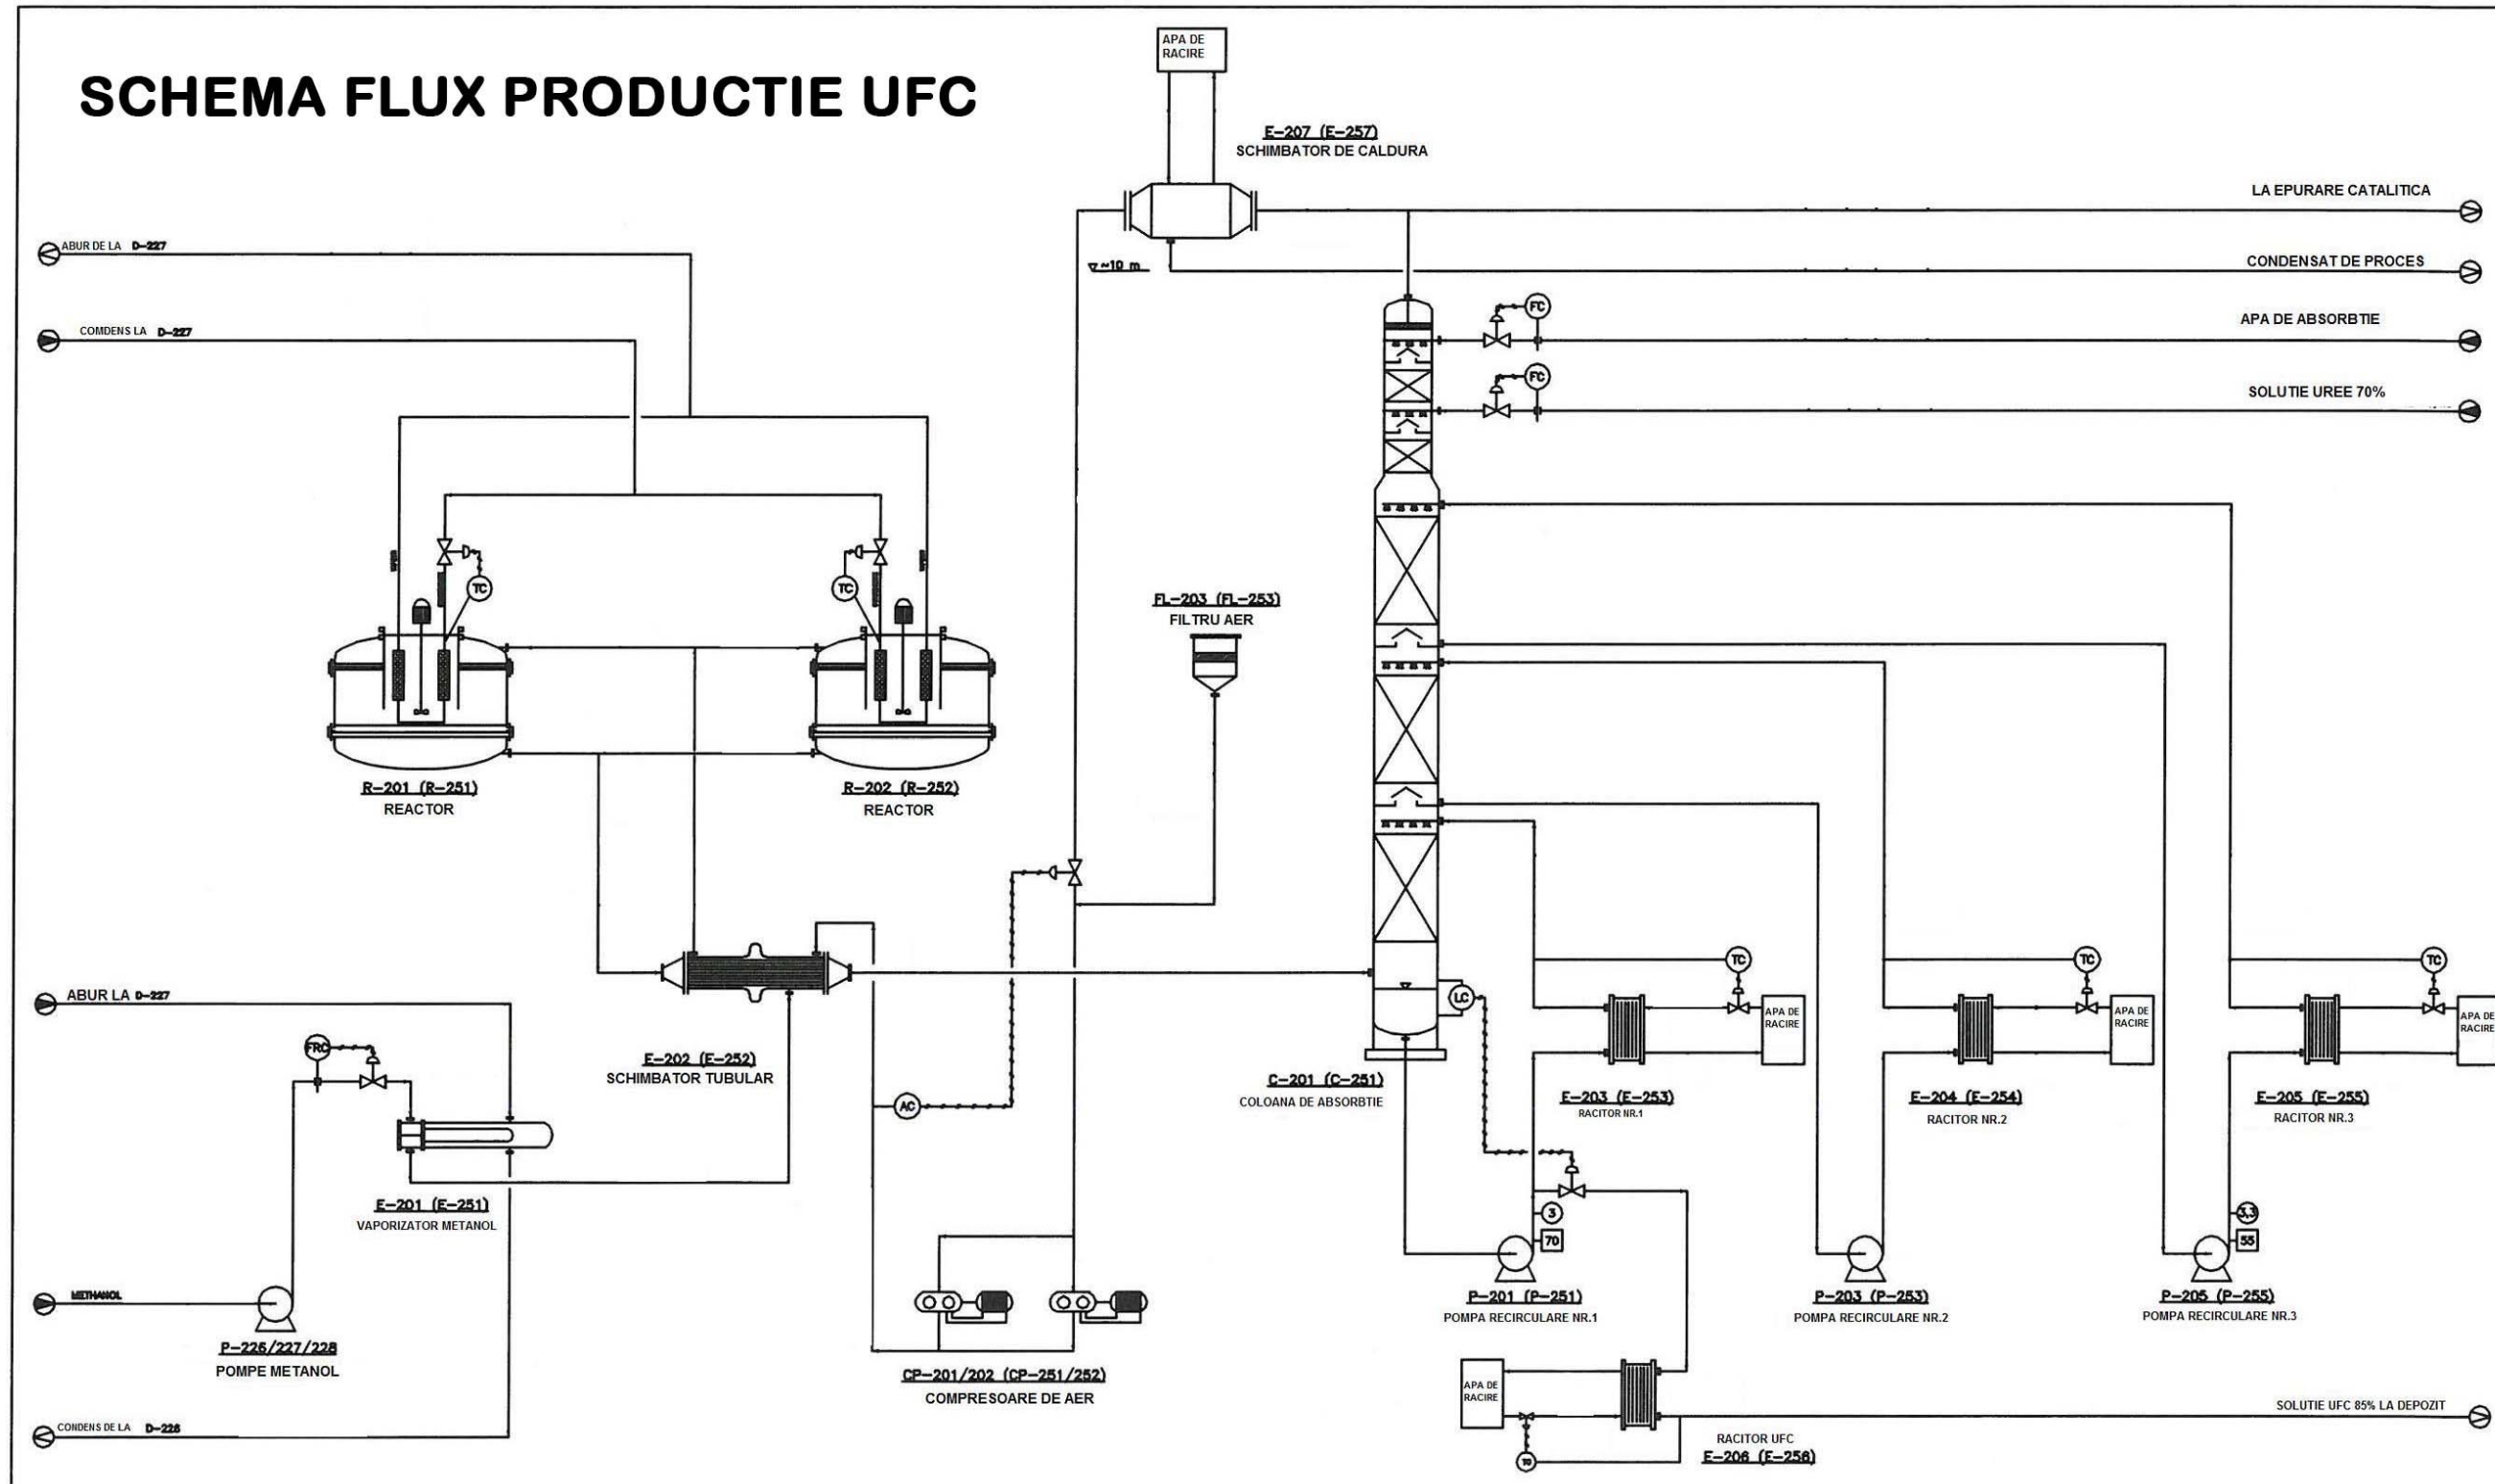 SCHEMA FLUX PRODUCTIE UFC
APA DE
RACIRE
E-207 (E-257)
SCHIMBATOR DE CALDURA
LA EPURARE CATALITICA
ABUR DE LA D-227
~10 m
CONDENSAT DE PROCES
COMDENS LA D-227
FC
APA DE ABSORBTIE
FC
SOLUTIE UREE 70%
TC
TC
FL-203 (FL-253)
FILTRU AER
R-201 (R-251)
REACTOR
R-202 (R-252)
REACTOR
ABUR LA D-227
FRC
E-202 (E-252)
SCHIMBATOR TUBULAR
AC
LC
C-201 (C-251)
COLOANA DE ABSORBTIE
TC
APA DE
RACIRE
E-203 (E-253)
RACITOR NR.1
TC
APA DE
RACIRE
E-204 (E-254)
RACITOR NR.2
TC
APA DE
RACIRE
E-205 (E-255)
RACITOR NR.3
E-201 (E-251)
VAPORIZATOR METANOL
METHANOL
P-226/227/228
POMPE METANOL
CONDENS DE LA D-226
CP-201/202 (CP-251/252)
COMPRESOARE DE AER
3
70
P-201 (P-251)
POMPA RECIRCULARE NR.1
P-203 (P-253)
POMPA RECIRCULARE NR.2
3,3
55
P-205 (P-255)
POMPA RECIRCULARE NR.3
APA DE
RACIRE
SOLUTIE UFC 85% LA DEPOZIT
RACITOR UFC
E-206 (E-256)